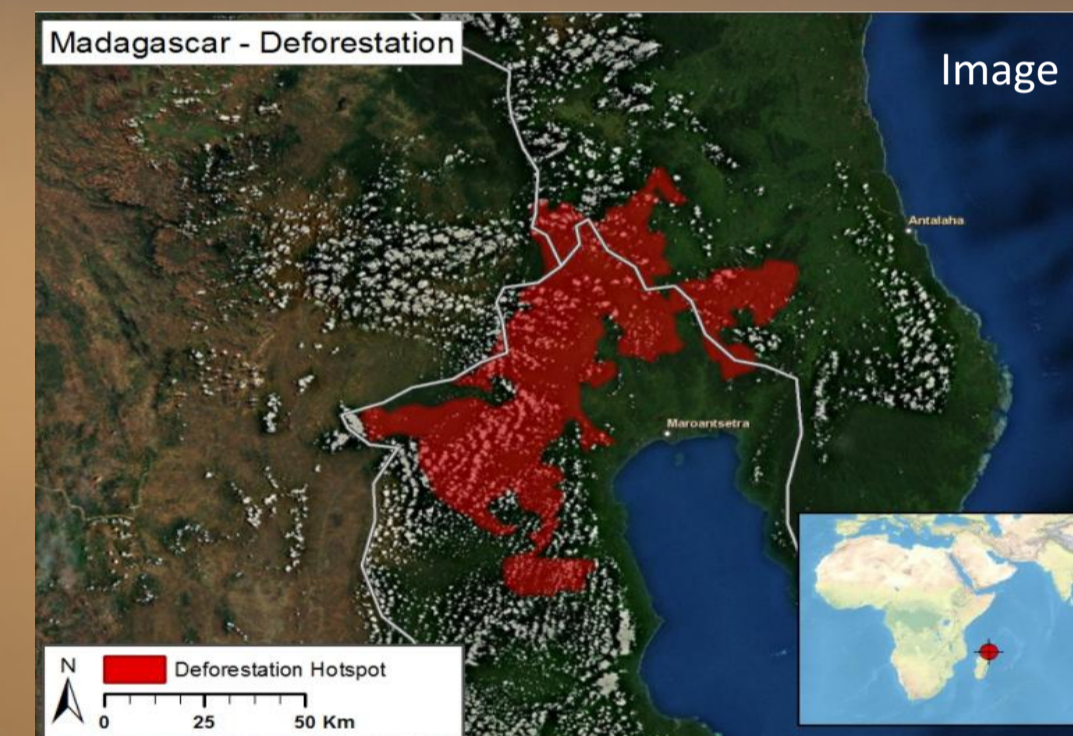 Madagascar - Deforestation
Image
Antalaha
Maroantsetra
N
Deforestation Hotspot
0 25 50 Km